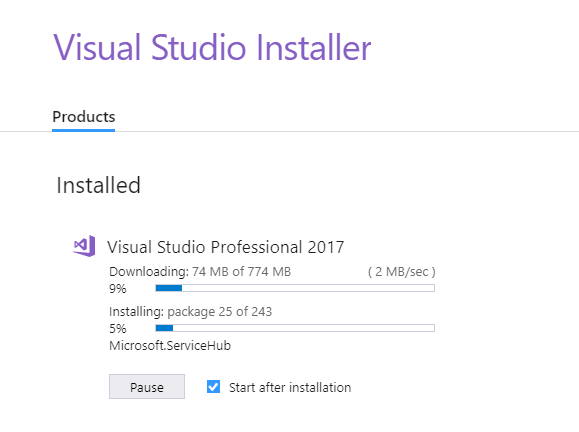 Visual Studio Installer
Products
Installed
Visual Studio Professional 2017
Downloading: 74 MB of 774 MB ( 2 MB/sec )
9%
Installing: package 25 of 243
5%
Microsoft.ServiceHub
Pause Start after installation